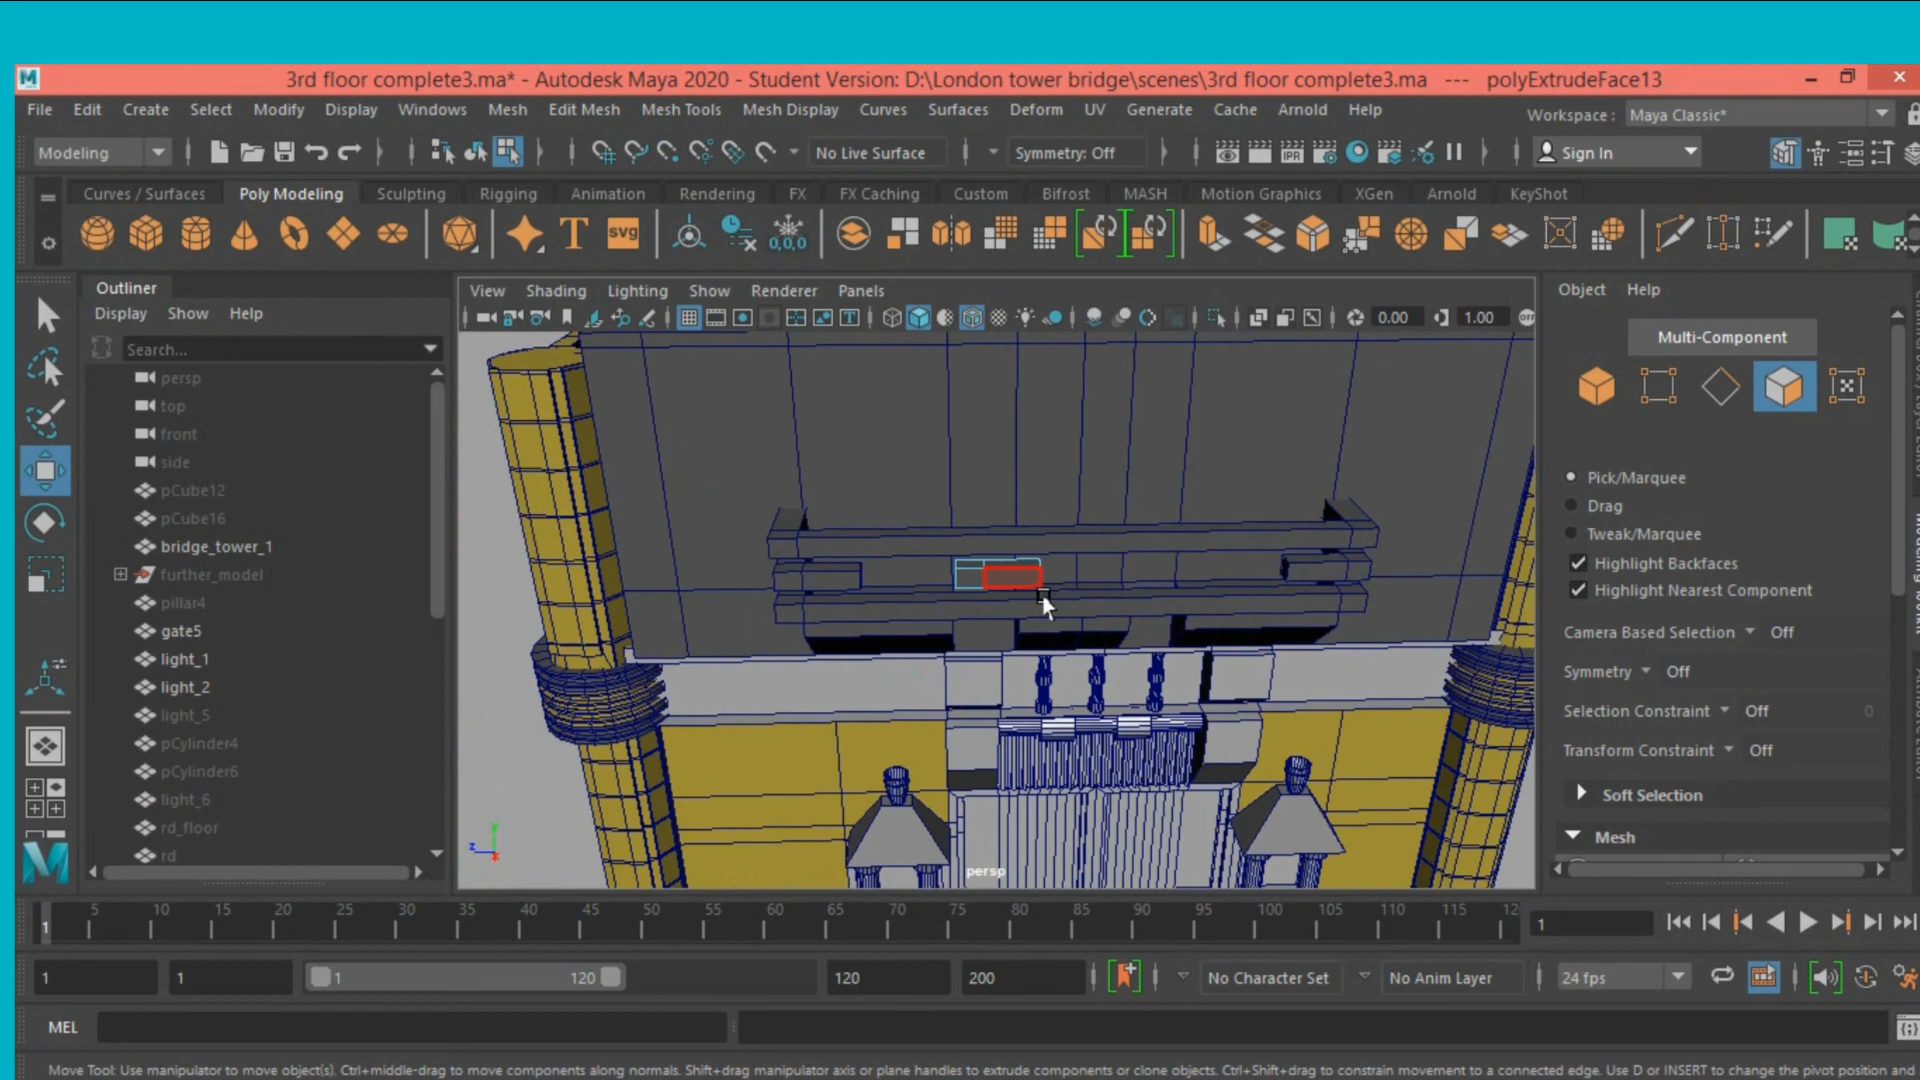 3rd floor complete3.ma* - Autodesk Maya 2020 - Student Version: D:\London tower bridge\scenes\3rd floor complete3.ma --- polyExtrudeFace13
File Edit Create Select Modify Display Windows Mesh Edit Mesh Mesh Tools Mesh Display Curves Surfaces Deform UV Generate Cache Arnold Help
Workspace : Maya Classic*
Modeling No Live Surface Symmetry: Off IPR Sign In
Curves / Surfaces Poly Modeling Sculpting Rigging Animation Rendering FX FX Caching Custom Bifrost MASH Motion Graphics XGen Arnold KeyShot
T svg 0,0,0
Outliner
Display Show Help
Search...
persp
top
front
side
pCube12
pCube16
bridge_tower_1
further_model
pillar4
gate5
light_1
light_2
light_5
pCylinder4
pCylinder6
light_6
rd_floor
rd
View Shading Lighting Show Renderer Panels
0.00 1.00
y
z
x
persp
Object Help
Multi-Component
Pick/Marquee
Drag
Tweak/Marquee
Highlight Backfaces
Highlight Nearest Component
Camera Based Selection Off
Symmetry Off
Selection Constraint Off 0
Transform Constraint Off
Soft Selection
Mesh
5 10 15 20 25 30 35 40 45 50 55 60 65 70 75 80 85 90 95 100 105 110 115 12
1 1
1 1 1 120 120 200 No Character Set No Anim Layer 24 fps
MEL
Move Tool: Use manipulator to move object(s). Ctrl+middle-drag to move components along normals. Shift+drag manipulator axis or plane handles to extrude components or clone objects. Ctrl+Shift+drag to constrain movement to a connected edge. Use D or INSERT to change the pivot position and